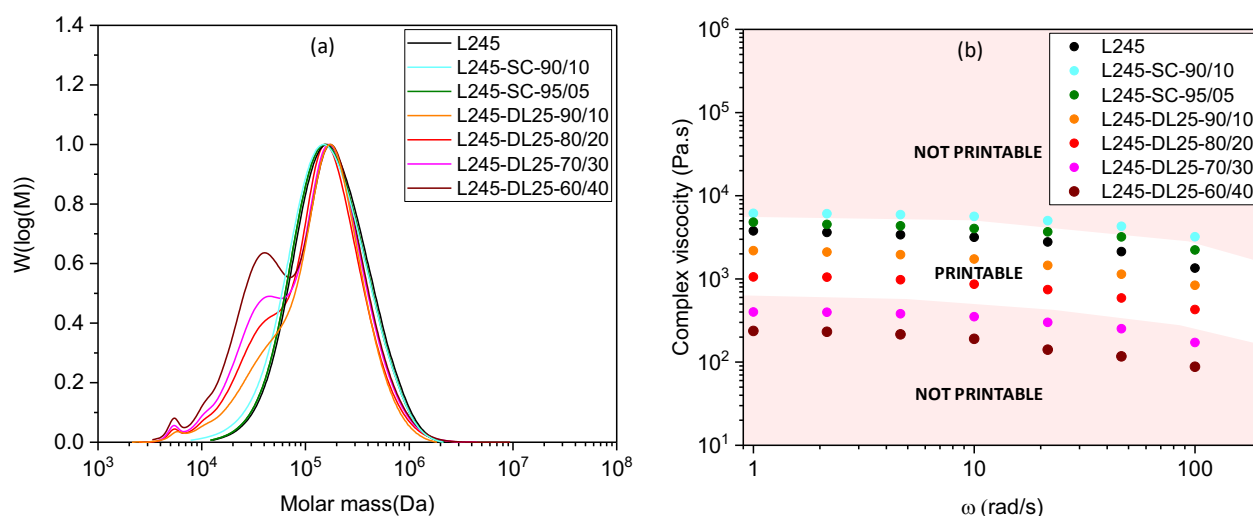 (a)
W(log(M))
1.4
1.2
1.0
0.8
0.6
0.4
0.2
0.0
L245
L245-SC-90/10
L245-SC-95/05
L245-DL25-90/10
L245-DL25-80/20
L245-DL25-70/30
L245-DL25-60/40
10³ 10⁴ 10⁵ 10⁶ 10⁷ 10⁸
Molar mass(Da)
(b)
Complex viscocity (Pa.s)
10⁶
10⁵
10⁴
10³
10²
10¹
L245
L245-SC-90/10
L245-SC-95/05
L245-DL25-90/10
L245-DL25-80/20
L245-DL25-70/30
L245-DL25-60/40
NOT PRINTABLE
PRINTABLE
NOT PRINTABLE
1 10 100
ω (rad/s)